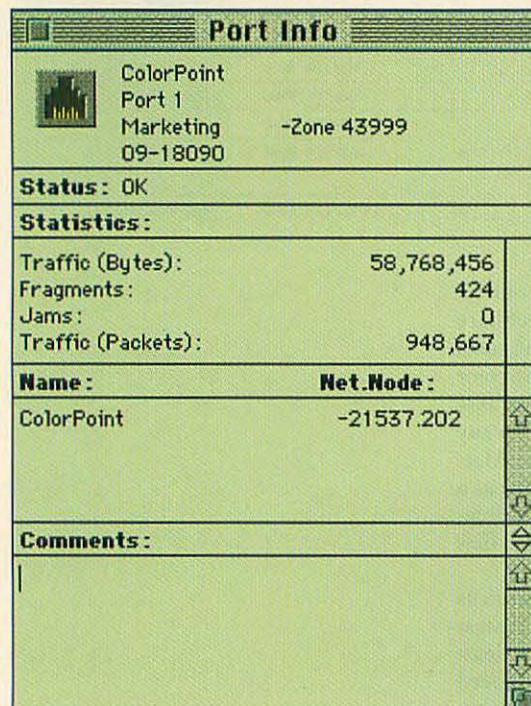 Port Info
ColorPoint
Port 1
Marketing -Zone 43999
09-18090
Status: OK
Statistics:
Traffic (Bytes): 58,768,456
Fragments: 424
Jams: 0
Traffic (Packets): 948,667
Name: Net.Node:
ColorPoint -21537.202
Comments: